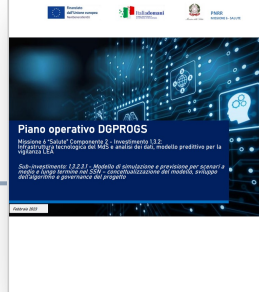 Finanziato
dall'Unione europea
NextGenerationEU
Italiadomani
PNRR
MISSIONE 6 - SALUTE
Piano operativo DGPROGS
Missione 6 "Salute" Componente 2 - Investimento 1.3.2:
Infrastruttura tecnologica del MdS e analisi dei dati, modello predittivo per la
vigilanza LEA
Sub-investimento: 1.3.2.3.1 - Modello di simulazione e previsione per scenari a
medio e lungo termine nel SSN – concettualizzazione del modello, sviluppo
dell'algoritmo e governance del progetto
Febbraio 2023